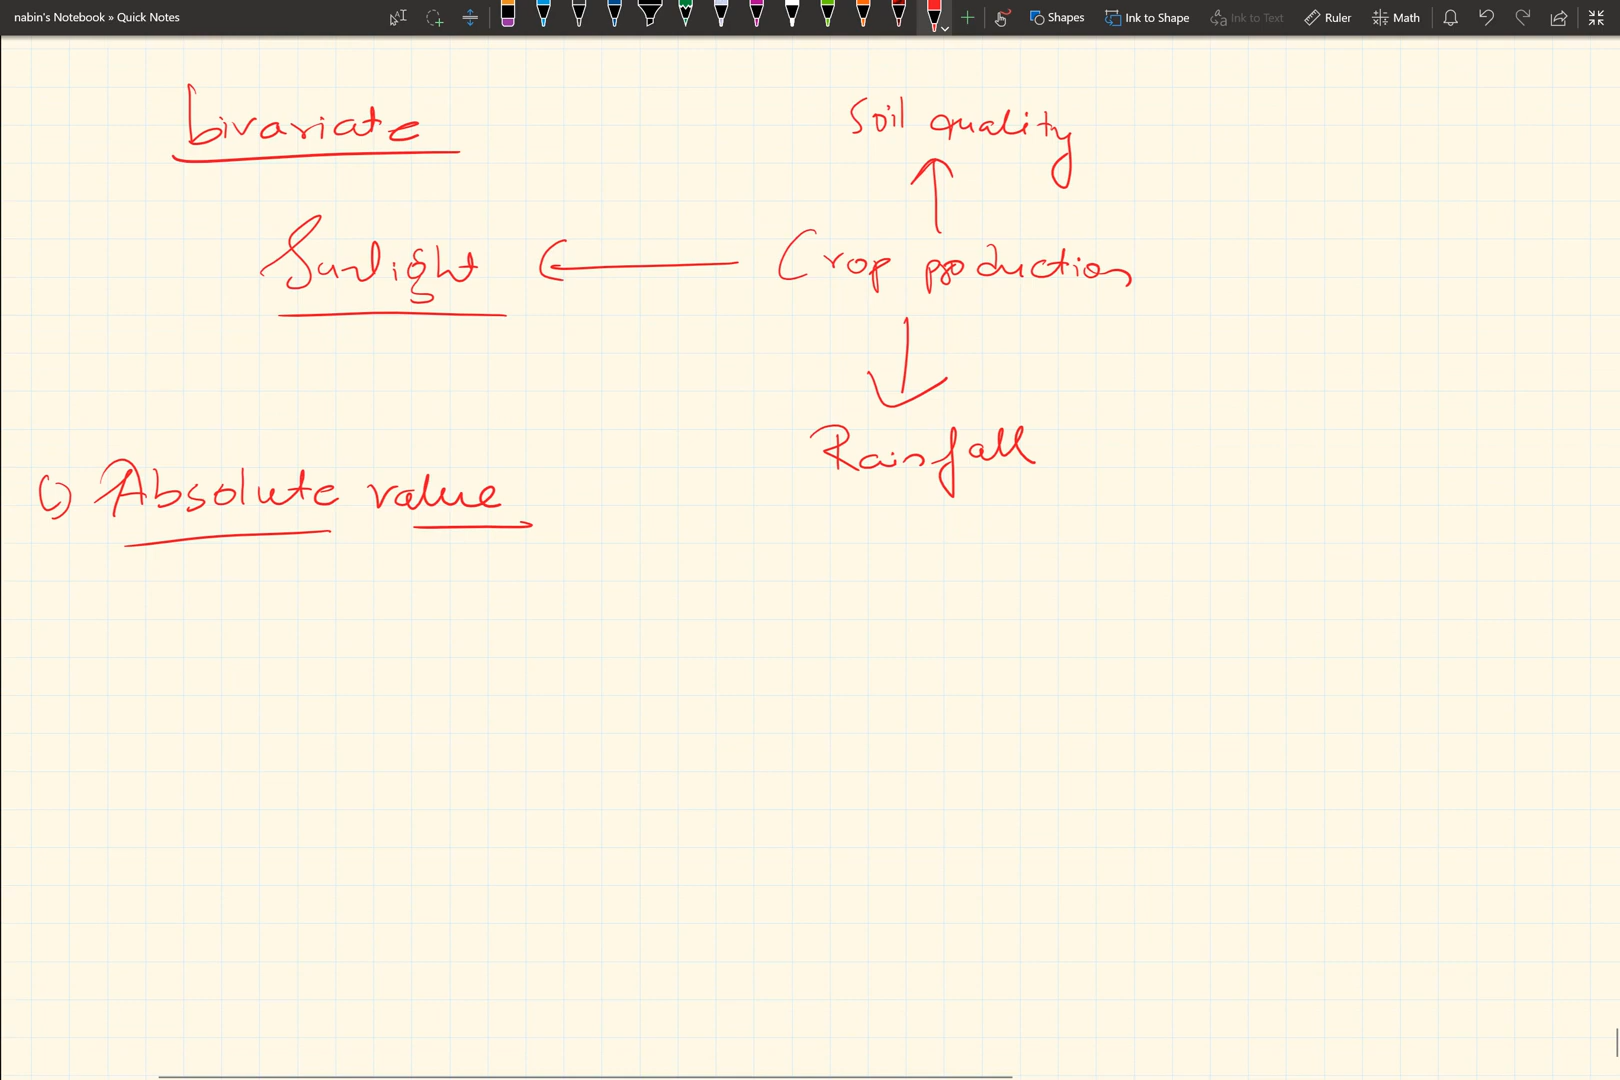 nabin's Notebook » Quick Notes
Shapes
Ink to Shape
Ink to Text
Ruler
Math
bivariate
Soil quality
Sunlight
Crop production
Rainfall
Absolute value